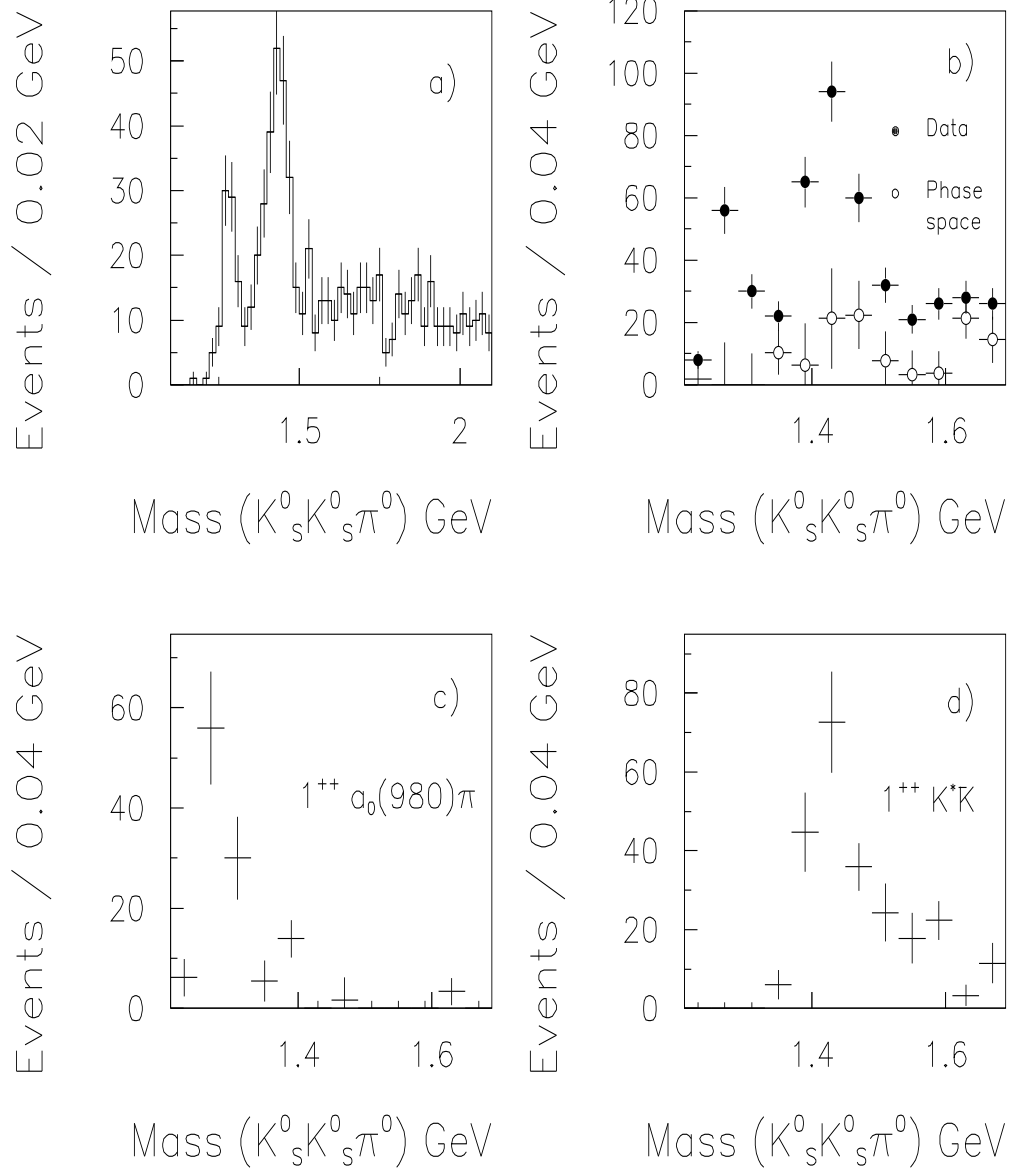 Events / 0.02 GeV
50
40
30
20
10
0
a)
1.5 2
Mass (K⁰ₛK⁰ₛπ⁰) GeV
Events / 0.04 GeV
120
100
80
60
40
20
0
b)
Data
Phase
space
1.4 1.6
Mass (K⁰ₛK⁰ₛπ⁰) GeV
Events / 0.04 GeV
60
40
20
0
c)
1⁺⁺ a₀(980)π
1.4 1.6
Mass (K⁰ₛK⁰ₛπ⁰) GeV
Events / 0.04 GeV
80
60
40
20
0
d)
1⁺⁺ K*K̄
1.4 1.6
Mass (K⁰ₛK⁰ₛπ⁰) GeV